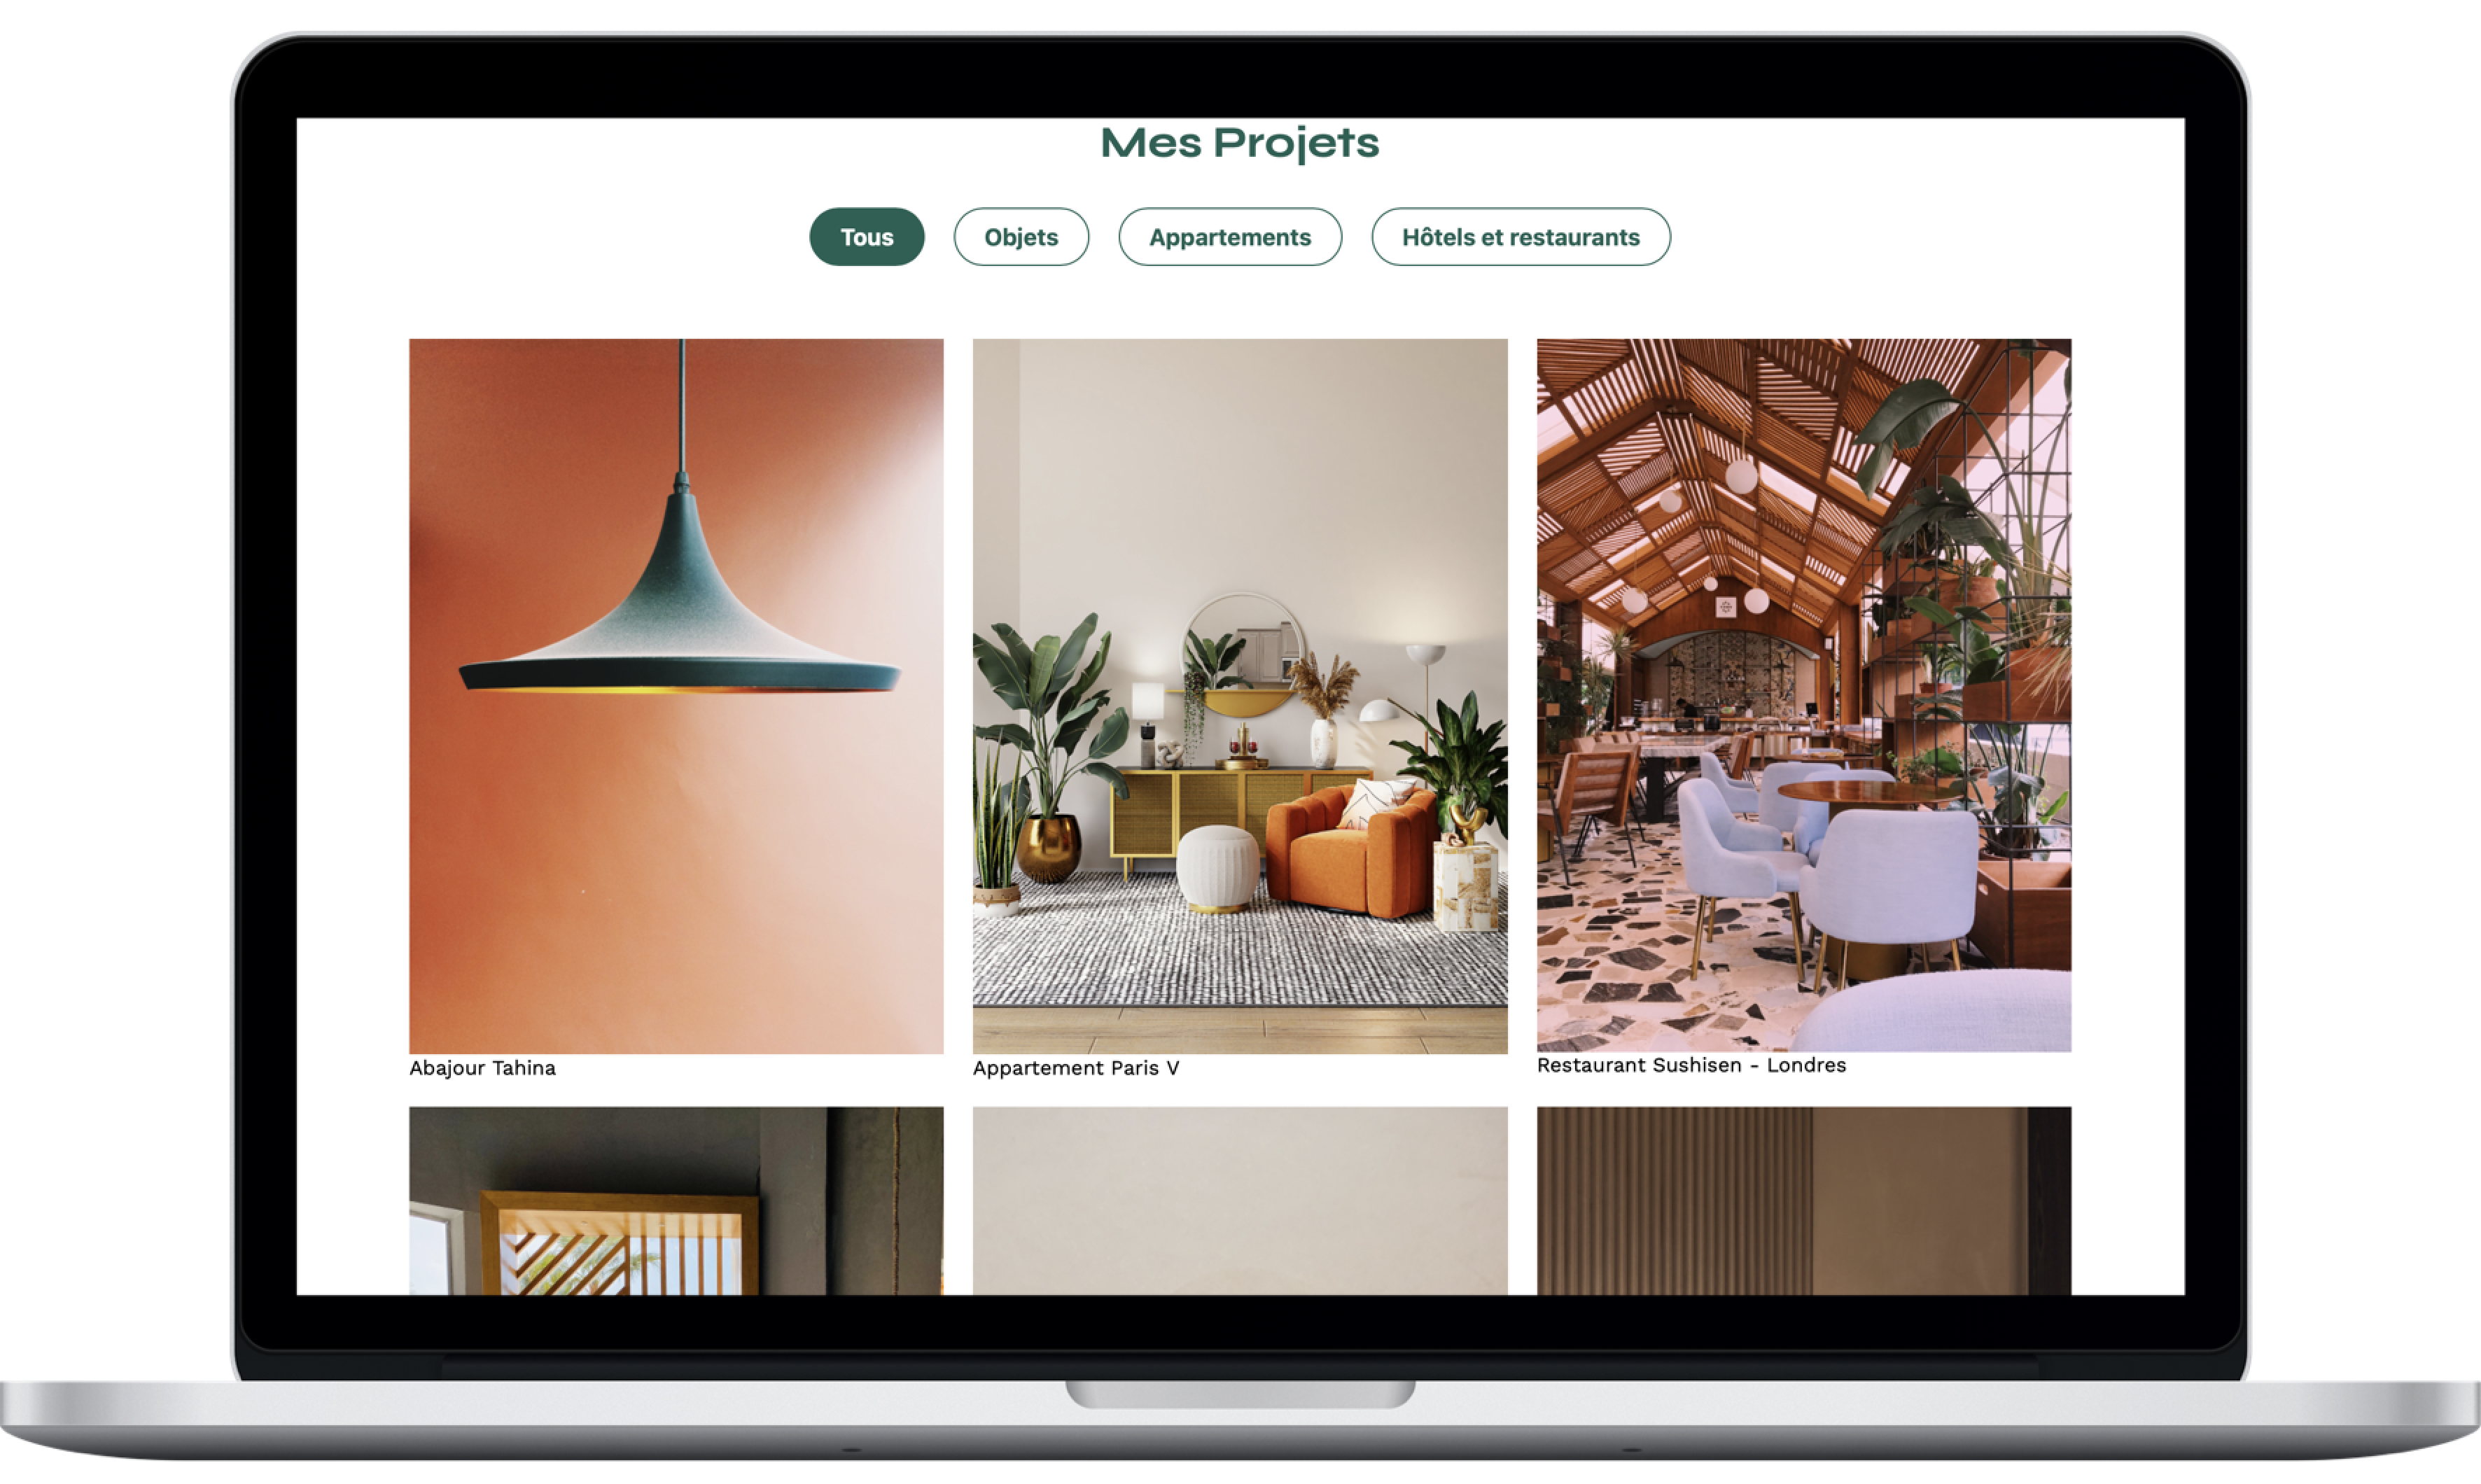 Mes Projets
Tous
Objets
Appartements
Hôtels et restaurants
Abajour Tahina
Appartement Paris V
Restaurant Sushisen - Londres